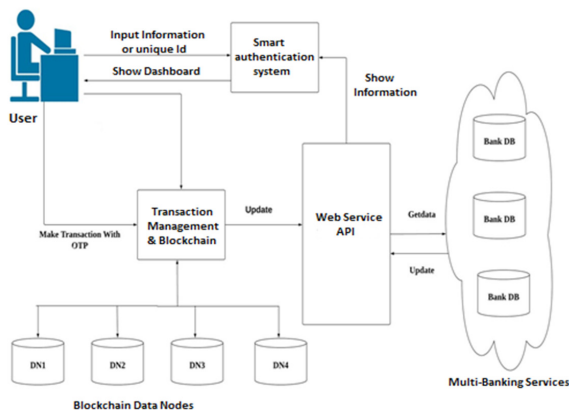 Input Information
or unique Id
Show Dashboard
User
Smart
authentication
system
Show
Information
Transaction
Management
& Blockchain
Make Transaction With
OTP
Update
Web Service
API
Getdata
Update
Bank DB
Bank DB
Bank DB
Multi-Banking Services
DN1
DN2
DN3
DN4
Blockchain Data Nodes